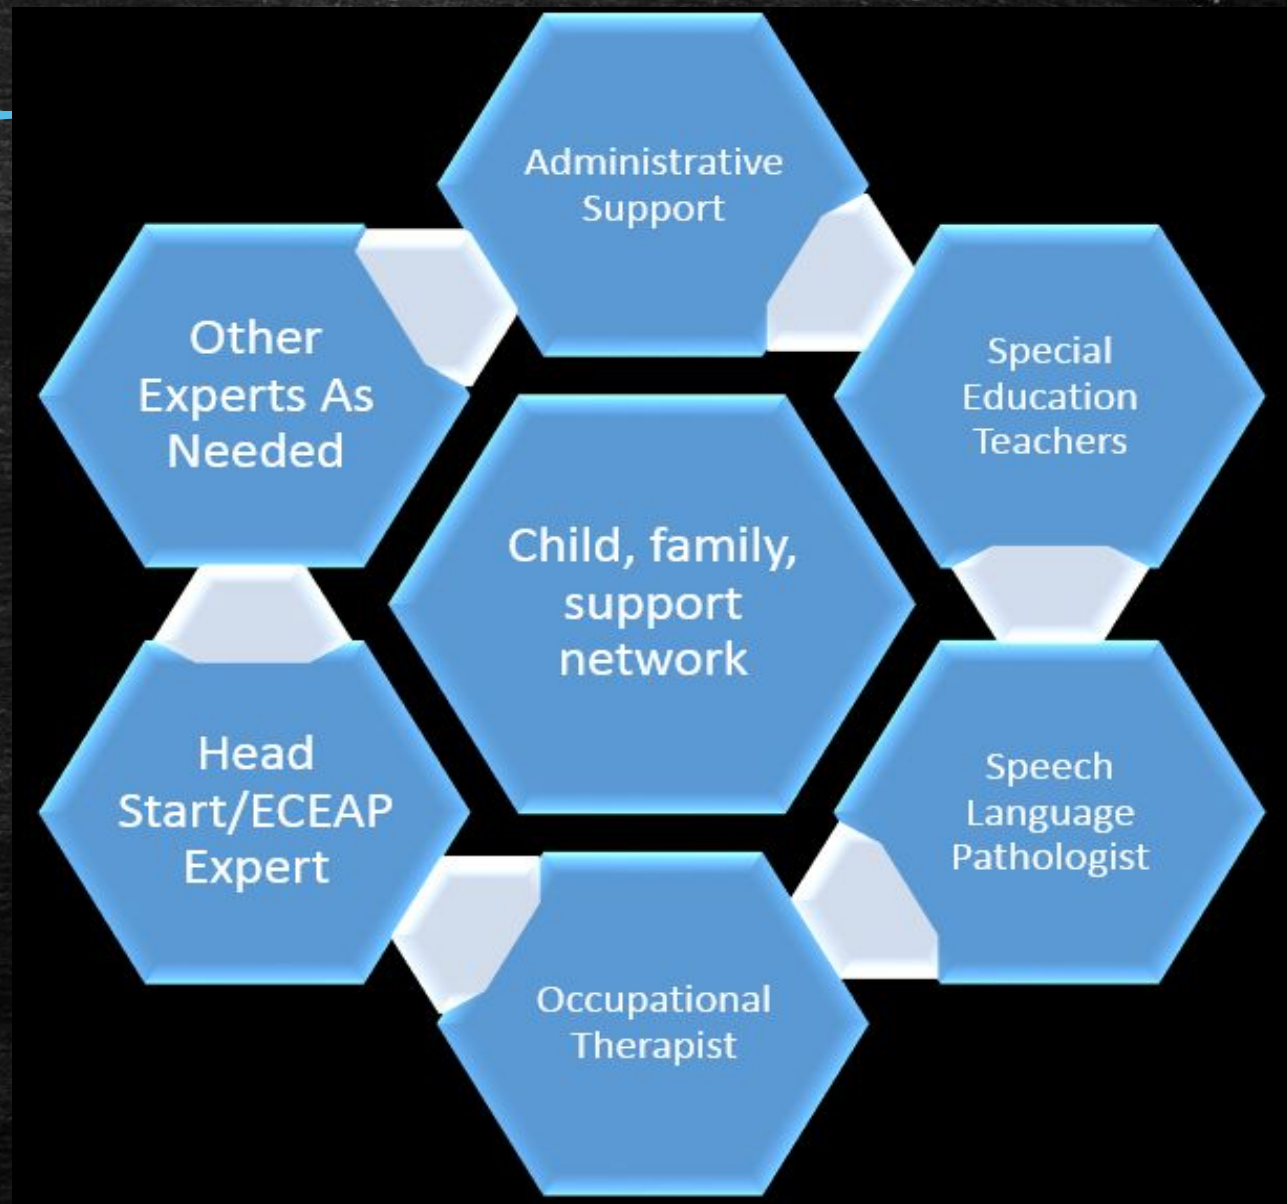 Administrative
Support
Special
Education
Teachers
Speech
Language
Pathologist
Occupational
Therapist
Head
Start/ECEAP
Expert
Other
Experts As
Needed
Child, family,
support
network